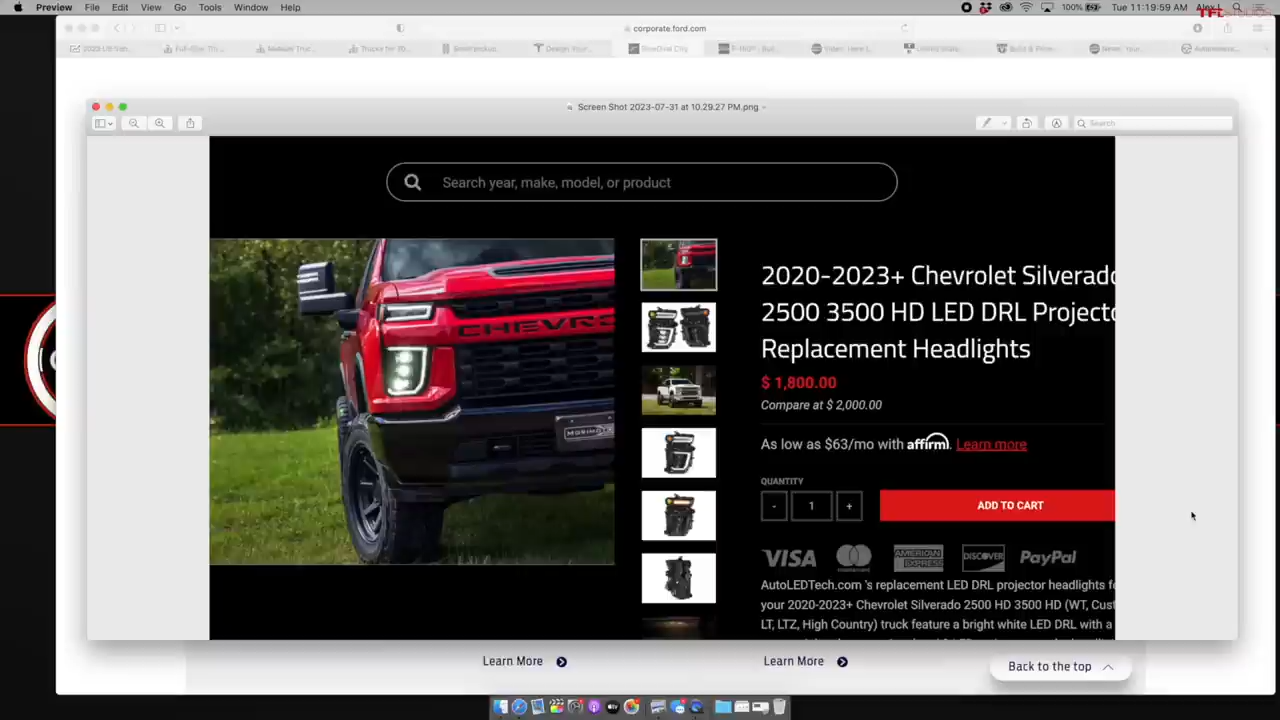 Preview File Edit View Go Tools Window Help
100% Tue 11:19:59 AM Alex L
corporate.ford.com
Screen Shot 2023-07-31 at 10.29.27 PM.png
Search
Search year, make, model, or product
CHEVRO
2020-2023+ Chevrolet Silverado
2500 3500 HD LED DRL Projecto
Replacement Headlights
$ 1,800.00
Compare at $ 2,000.00
As low as $63/mo with affirm. Learn more
QUANTITY
- 1 +
ADD TO CART
VISA mastercard AMERICAN EXPRESS DISCOVER PayPal
AutoLEDTech.com 's replacement LED DRL projector headlights f
your 2020-2023+ Chevrolet Silverado 2500 HD 3500 HD (WT, Cust
LT, LTZ, High Country) truck feature a bright white LED DRL with a
Learn More
Learn More
Back to the top